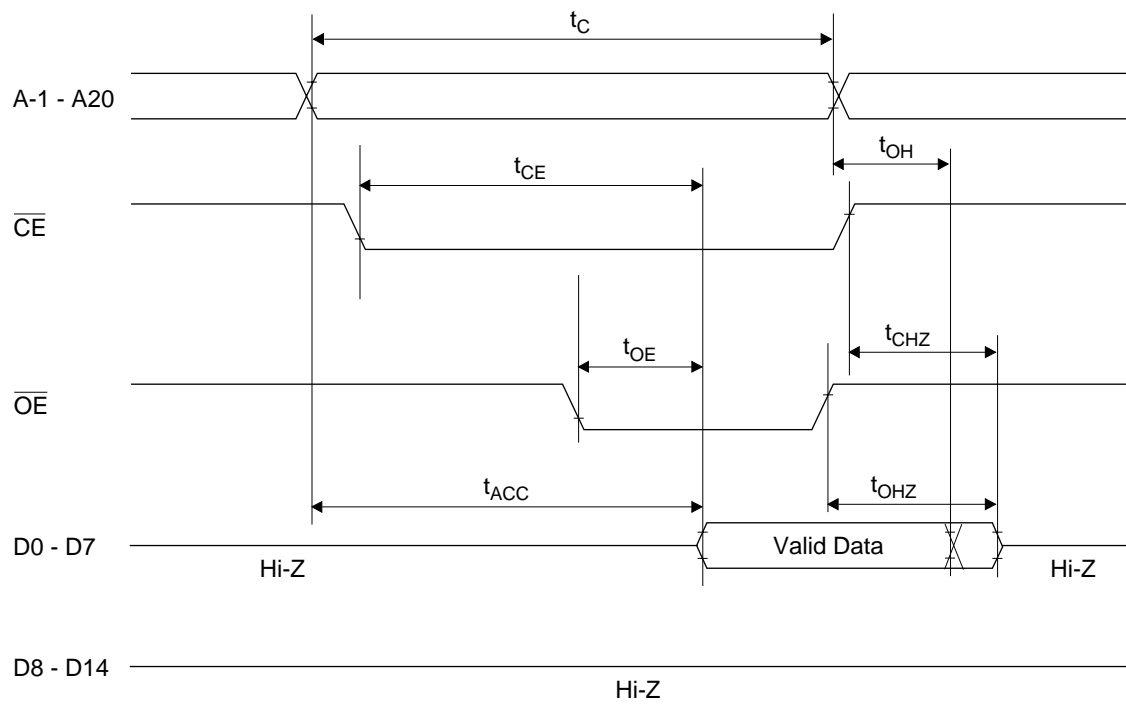 tC
A-1 - A20
tOH
tCE
CE
tCHZ
tOE
OE
tACC
tOHZ
D0 - D7
Valid Data
Hi-Z
Hi-Z
D8 - D14
Hi-Z